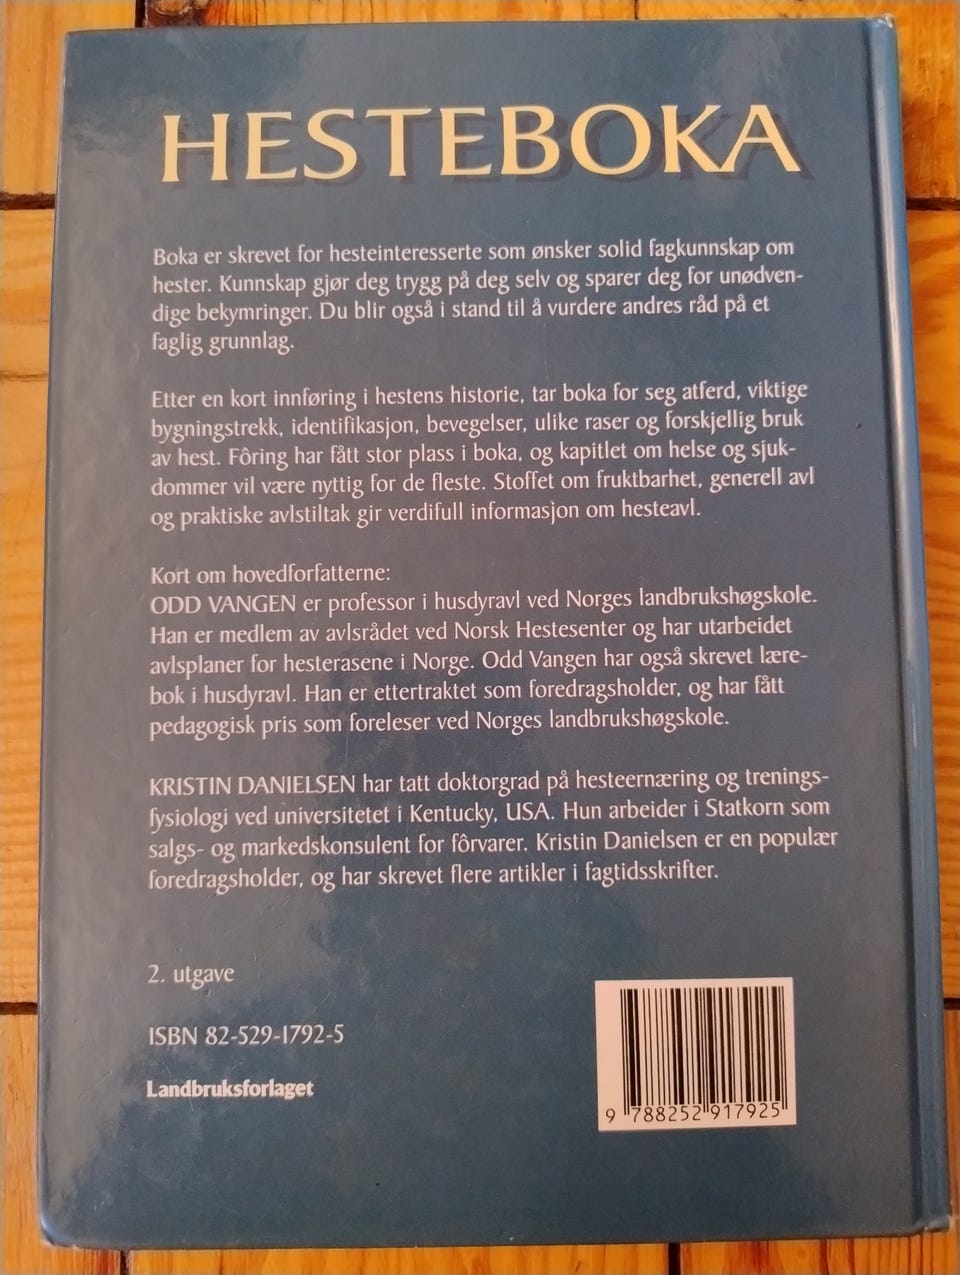 HESTEBOKA
Boka er skrevet for hesteinteresserte som ønsker solid fagkunnskap om
hester. Kunnskap gjør deg trygg på deg selv og sparer deg for unødven-
dige bekymringer. Du blir også i stand til å vurdere andres råd på et
faglig grunnlag.
Etter en kort innføring i hestens historie, tar boka for seg atferd, viktige
bygningstrekk, identifikasjon, bevegelser, ulike raser og forskjellig bruk
av hest. Fôring har fått stor plass i boka, og kapitlet om helse og sjuk-
dommer vil være nyttig for de fleste. Stoffet om fruktbarhet, generell avl
og praktiske avlstiltak gir verdifull informasjon om hesteavl.
Kort om hovedforfatterne:
ODD VANGEN er professor i husdyravl ved Norges landbrukshøgskole.
Han er medlem av avlsrådet ved Norsk Hestesenter og har utarbeidet
avlsplaner for hesterasene i Norge. Odd Vangen har også skrevet lære-
bok i husdyravl. Han er ettertraktet som foredragsholder, og har fått
pedagogisk pris som foreleser ved Norges landbrukshøgskole.
KRISTIN DANIELSEN har tatt doktorgrad på hesteernæring og trenings-
fysiologi ved universitetet i Kentucky, USA. Hun arbeider i Statkorn som
salgs- og markedskonsulent for fôrvarer. Kristin Danielsen er en populær
foredragsholder, og har skrevet flere artikler i fagtidsskrifter.
2. utgave
ISBN 82-529-1792-5
Landbruksforlaget
9 788252 917925